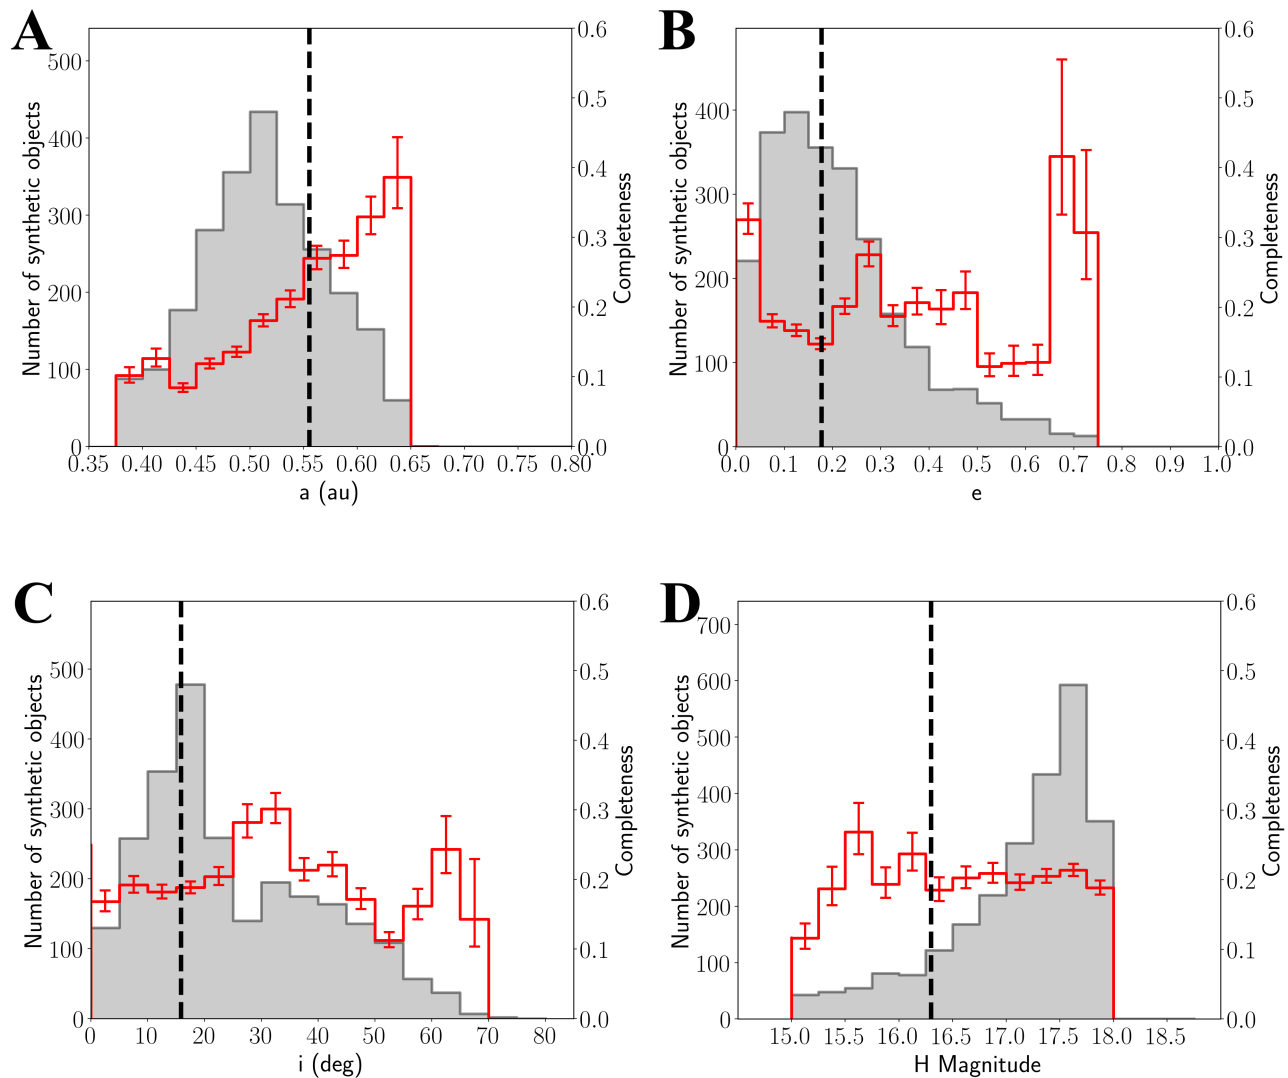 A
B
500
400
300
200
100
0
Number of synthetic objects
0.6
0.5
0.4
0.3
0.2
0.1
0.0
Completeness
0.35 0.40 0.45 0.50 0.55 0.60 0.65 0.70 0.75 0.80
a (au)
400
300
200
100
0
Number of synthetic objects
0.6
0.5
0.4
0.3
0.2
0.1
0.0
Completeness
0.0 0.1 0.2 0.3 0.4 0.5 0.6 0.7 0.8 0.9 1.0
e
C
D
500
400
300
200
100
0
Number of synthetic objects
0.6
0.5
0.4
0.3
0.2
0.1
0.0
Completeness
0 10 20 30 40 50 60 70 80
i (deg)
700
600
500
400
300
200
100
0
Number of synthetic objects
0.6
0.5
0.4
0.3
0.2
0.1
0.0
Completeness
15.0 15.5 16.0 16.5 17.0 17.5 18.0 18.5
H Magnitude